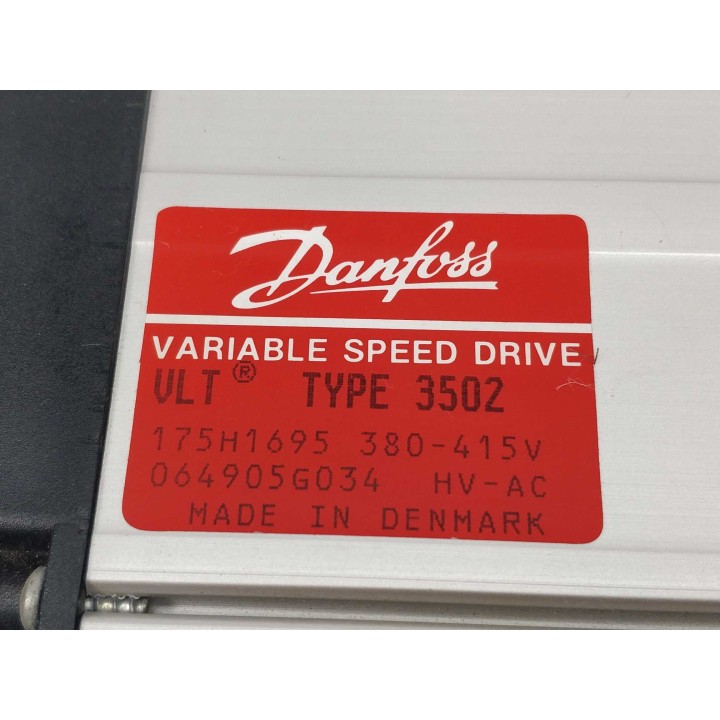 Danfoss
VARIABLE SPEED DRIVE
VLT ® TYPE 3502
175H1695 380-415V
064905G034 HV-AC
MADE IN DENMARK